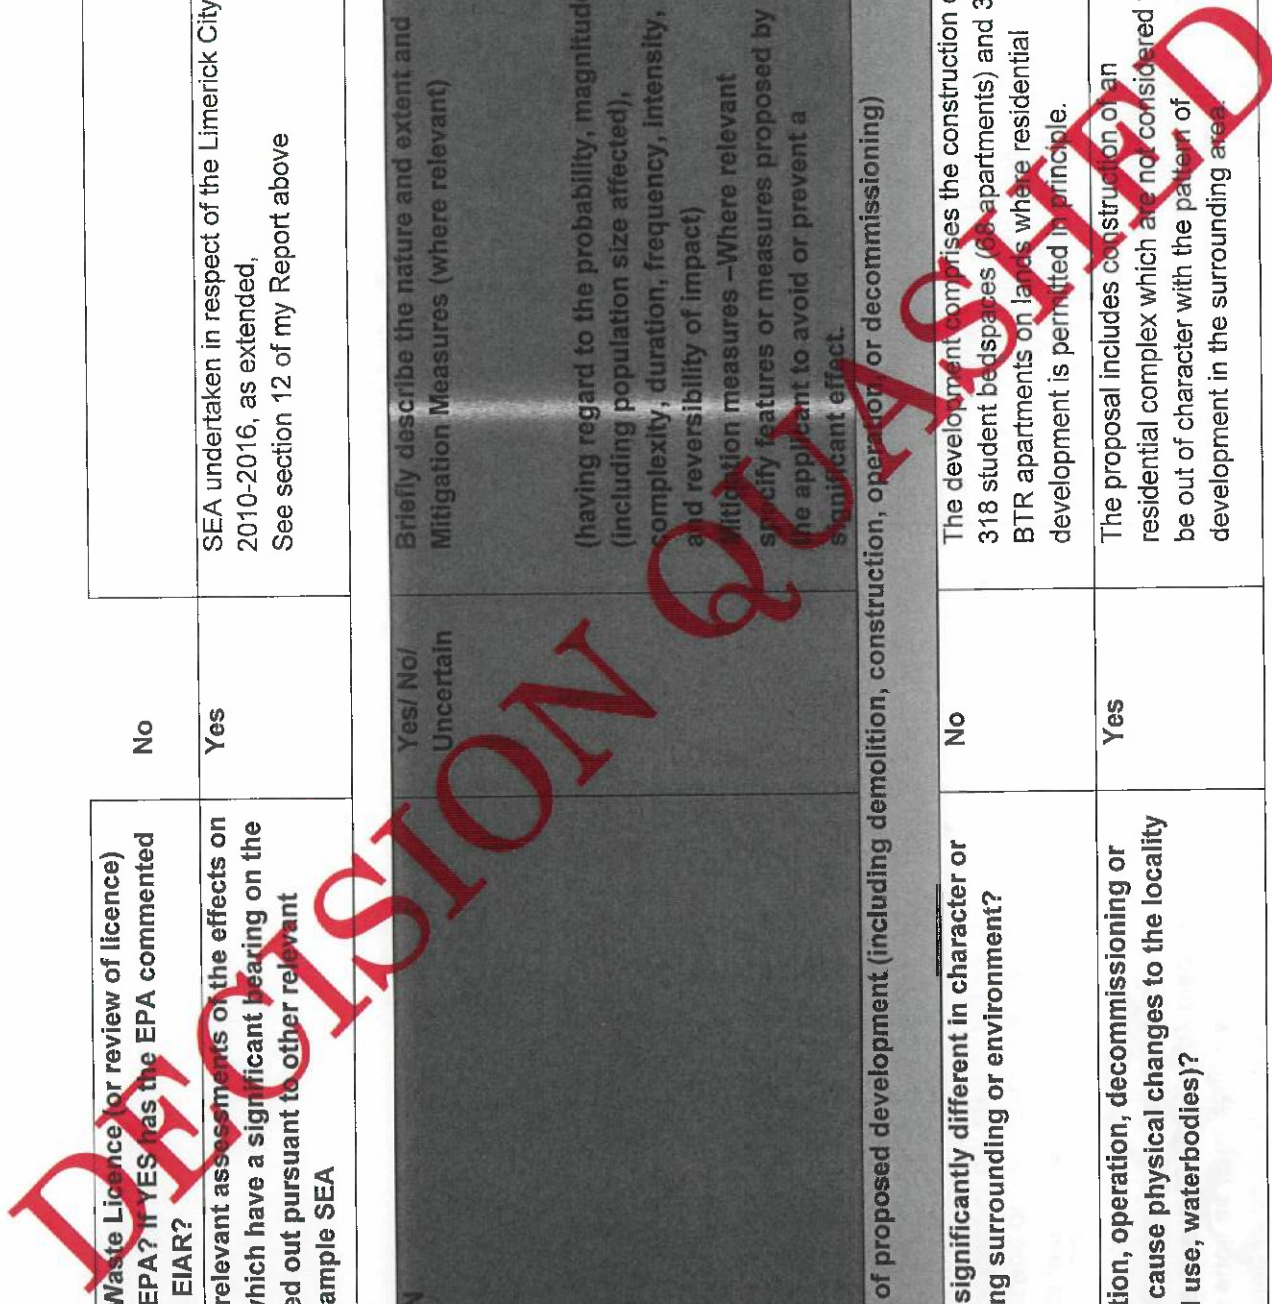 Waste Licence (or review of licence)
EPA? If YES has the EPA commented
EIAR?
No
relevant assessments of the effects on
which have a significant bearing on the
ed out pursuant to other relevant
ample SEA
Yes
SEA undertaken in respect of the Limerick City
2010-2016, as extended,
See section 12 of my Report above
N
Yes/ No/
Uncertain
Briefly describe the nature and extent and
Mitigation Measures (where relevant)
(having regard to the probability, magnitude
(including population size affected),
complexity, duration, frequency, intensity,
and reversibility of impact)
Mitigation measures –Where relevant
specify features or measures proposed by
the applicant to avoid or prevent a
significant effect.
of proposed development (including demolition, construction, operation, or decommissioning)
significantly different in character or
ng surrounding or environment?
No
The development comprises the construction o
318 student bedspaces (68 apartments) and 3
BTR apartments on lands where residential
development is permitted in principle.
tion, operation, decommissioning or
cause physical changes to the locality
l use, waterbodies)?
Yes
The proposal includes construction of an
residential complex which are not considered
be out of character with the pattern of
development in the surrounding area.
DECISION QUASHED